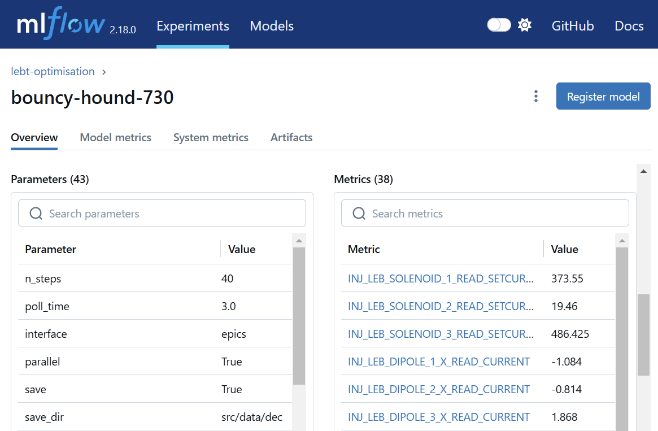 mlflow 2.18.0 Experiments Models GitHub Docs
lebt-optimisation ›
bouncy-hound-730
Register model
Overview Model metrics System metrics Artifacts
Parameters (43)
Search parameters
Parameter Value
n_steps 40
poll_time 3.0
interface epics
parallel True
save True
save_dir src/data/dec
Metrics (38)
Search metrics
Metric Value
INJ_LEB_SOLENOID_1_READ_SETCUR... 373.55
INJ_LEB_SOLENOID_2_READ_SETCUR... 19.46
INJ_LEB_SOLENOID_3_READ_SETCUR... 486.425
INJ_LEB_DIPOLE_1_X_READ_CURRENT -1.084
INJ_LEB_DIPOLE_2_X_READ_CURRENT -0.814
INJ_LEB_DIPOLE_3_X_READ_CURRENT 1.868